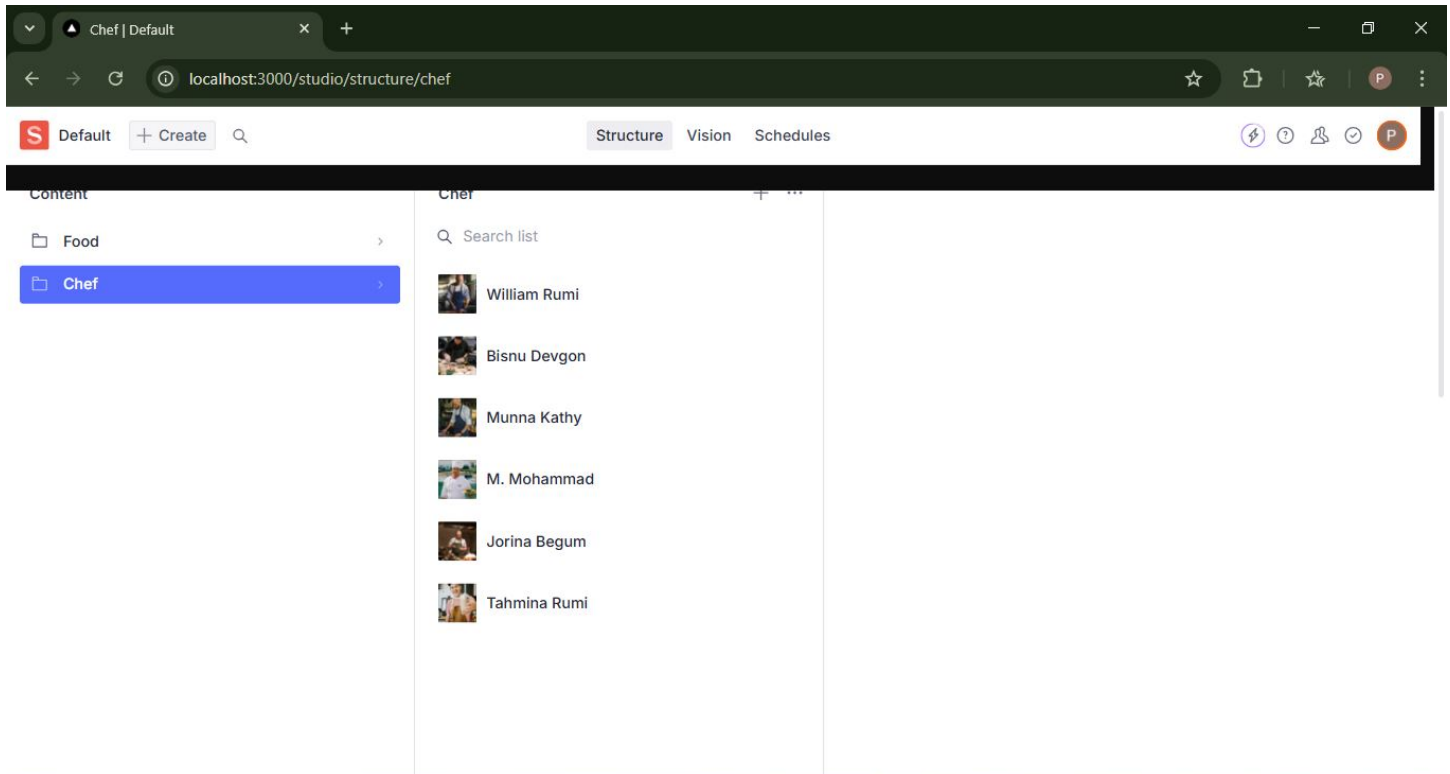 Chef | Default
localhost:3000/studio/structure/chef
P
S Default + Create Structure Vision Schedules P
Content
Chef
Food
Search list
Chef
William Rumi
Bisnu Devgon
Munna Kathy
M. Mohammad
Jorina Begum
Tahmina Rumi